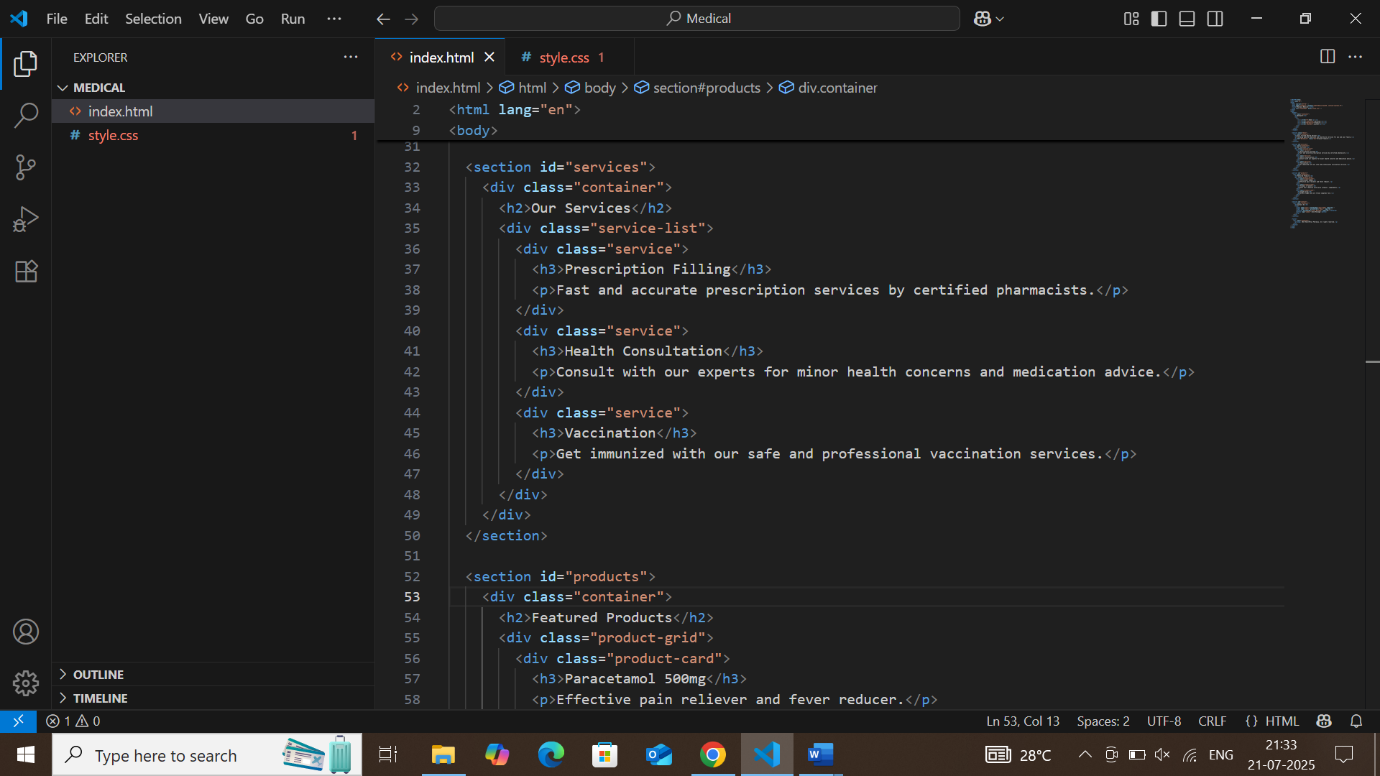 File Edit Selection View Go Run ··· Medical
EXPLORER ···
MEDICAL
index.html
style.css 1
OUTLINE
TIMELINE
index.html style.css 1 ···
index.html > html > body > section#products > div.container
2 <html lang="en">
9 <body>
31
32 <section id="services">
33 <div class="container">
34 <h2>Our Services</h2>
35 <div class="service-list">
36 <div class="service">
37 <h3>Prescription Filling</h3>
38 <p>Fast and accurate prescription services by certified pharmacists.</p>
39 </div>
40 <div class="service">
41 <h3>Health Consultation</h3>
42 <p>Consult with our experts for minor health concerns and medication advice.</p>
43 </div>
44 <div class="service">
45 <h3>Vaccination</h3>
46 <p>Get immunized with our safe and professional vaccination services.</p>
47 </div>
48 </div>
49 </div>
50 </section>
51
52 <section id="products">
53 <div class="container">
54 <h2>Featured Products</h2>
55 <div class="product-grid">
56 <div class="product-card">
57 <h3>Paracetamol 500mg</h3>
58 <p>Effective pain reliever and fever reducer.</p>
1 0 Ln 53, Col 13 Spaces: 2 UTF-8 CRLF {} HTML
Type here to search 28°C ENG 21:33
21-07-2025